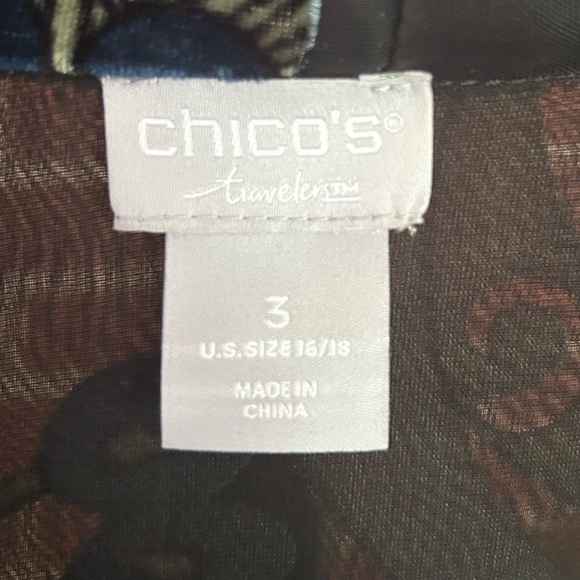 chico's®
travelers™
3
U.S. SIZE 16/18
MADE IN
CHINA